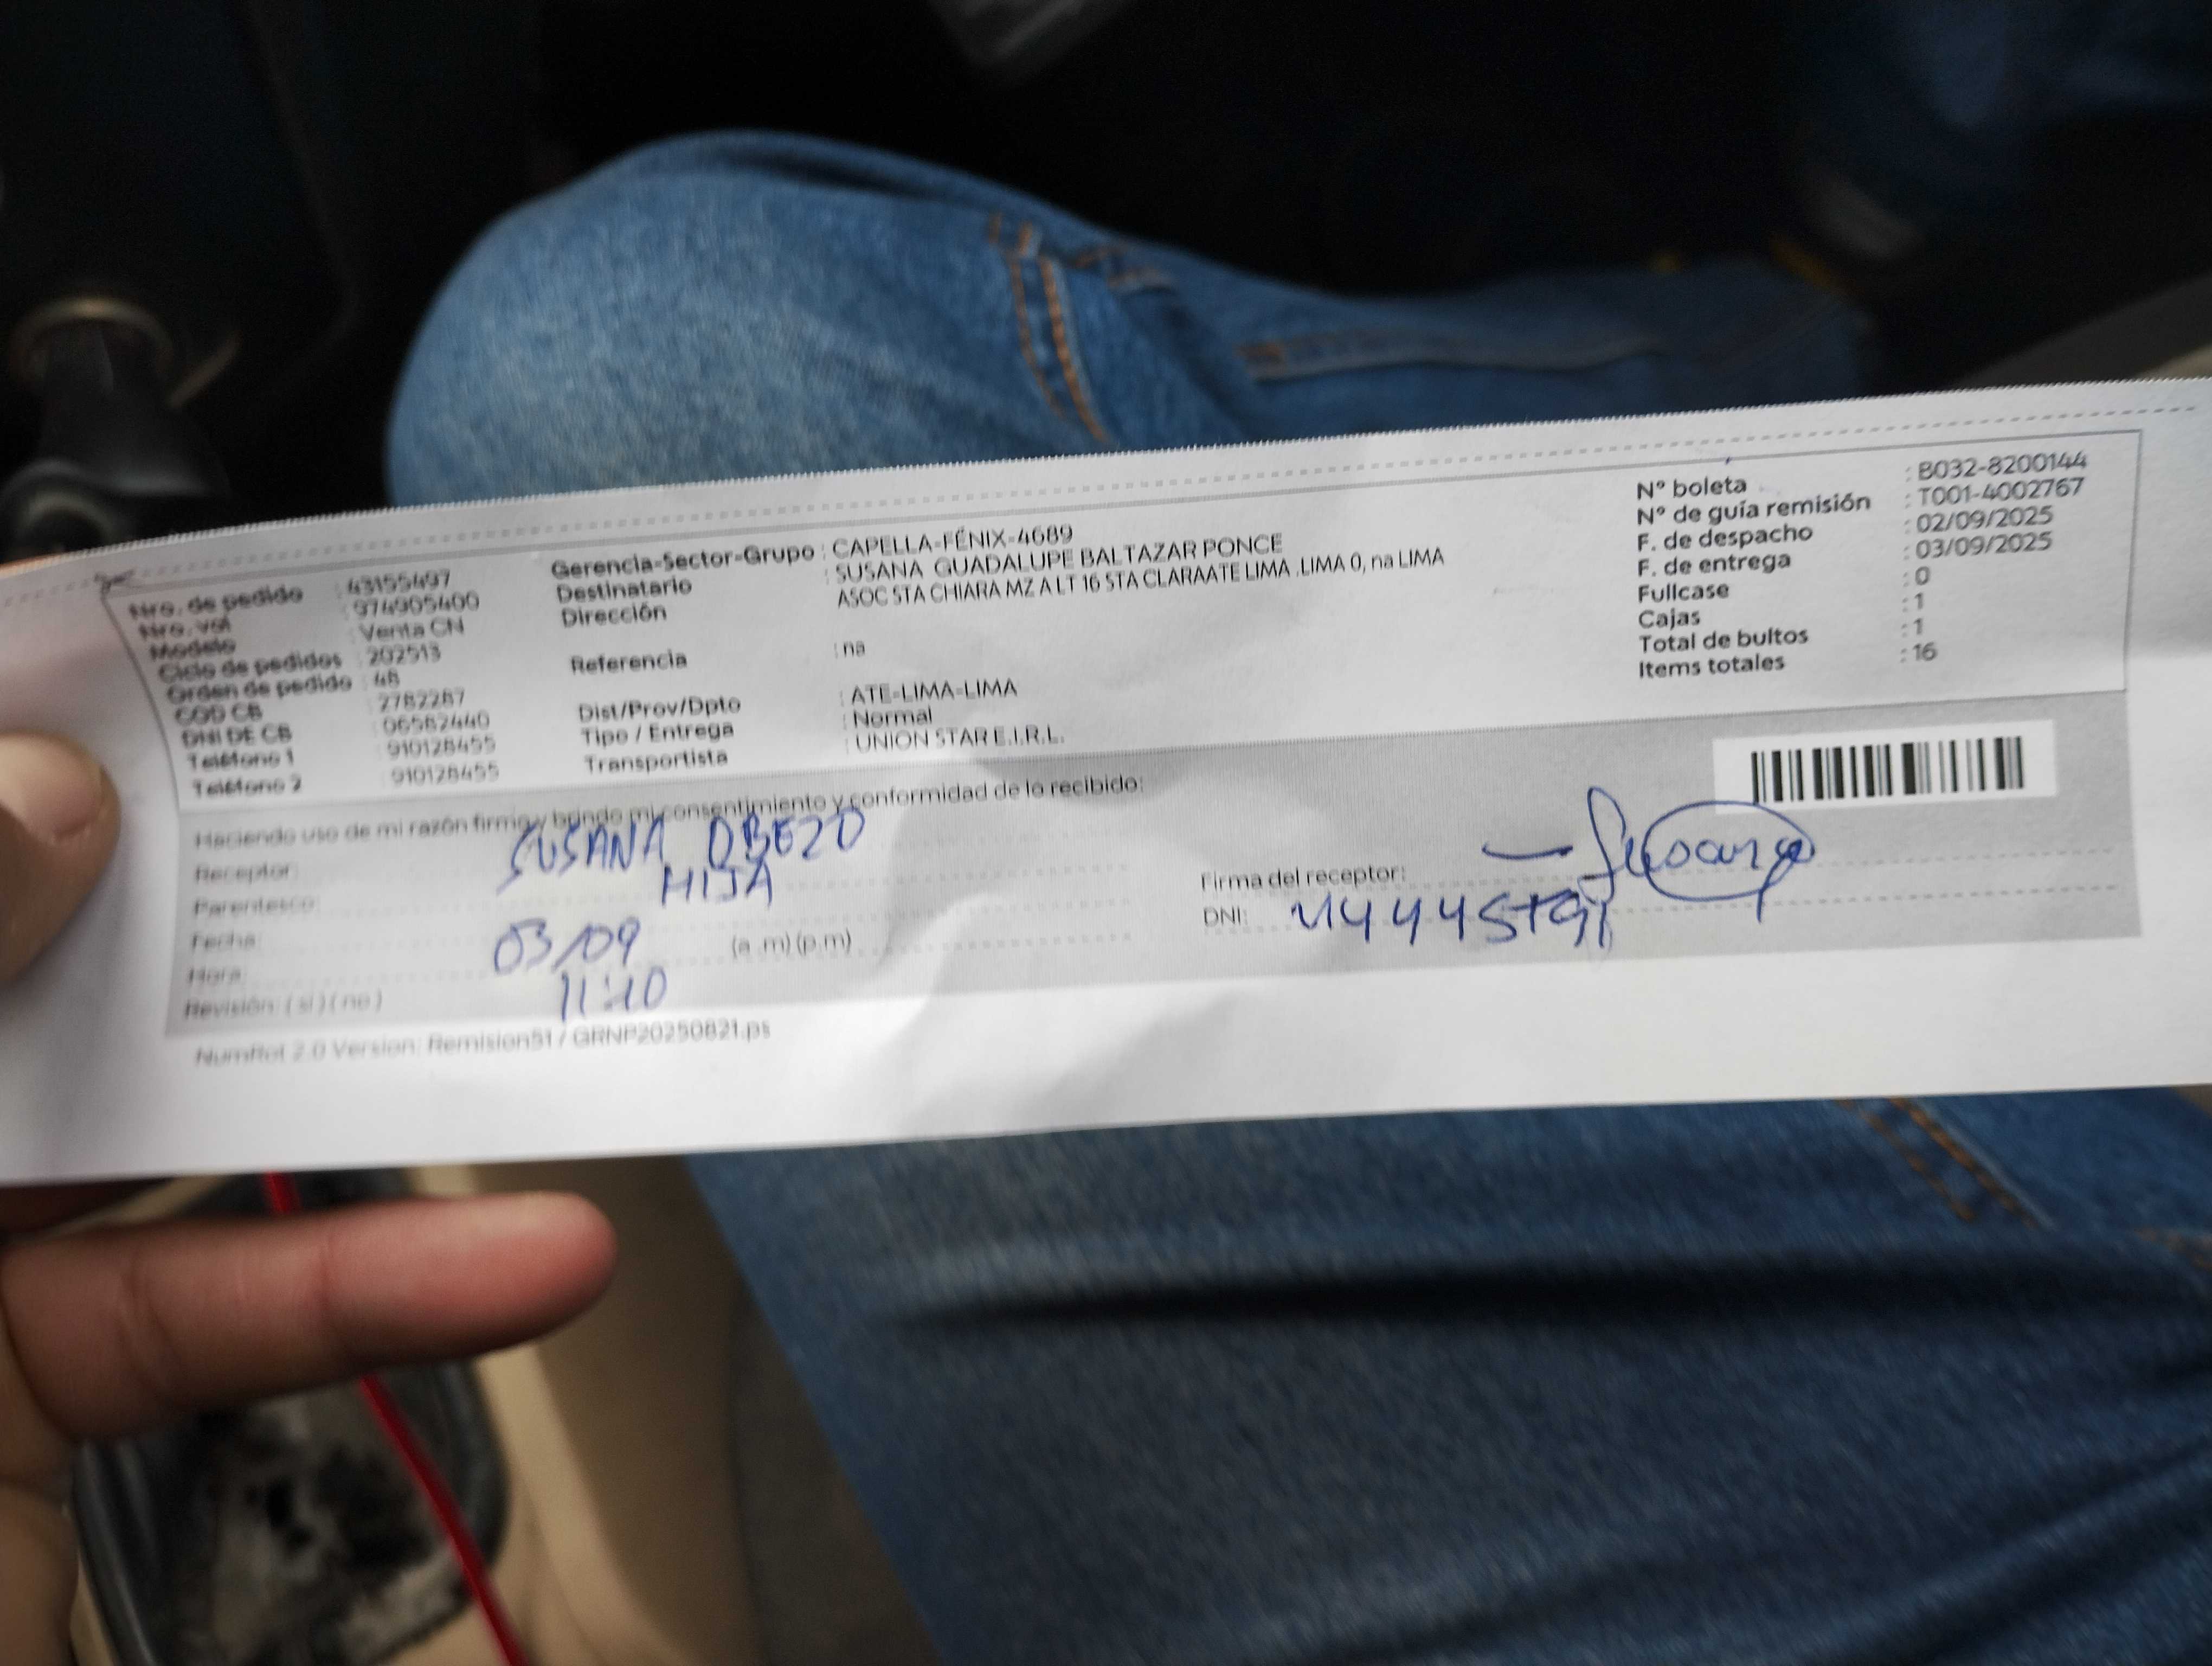 Nro. de pedido : 43155497
Nro. vol : 974905400
Modelo : Venta CN
Ciclo de pedidos : 202513
Orden de pedido : 48
COD CB : 2782287
DNI DE CB : 06582440
Teléfono 1 : 910128455
Teléfono 2 : 910128455
Gerencia-Sector-Grupo : CAPELLA-FÉNIX-4689
Destinatario : SUSANA GUADALUPE BALTAZAR PONCE
Dirección : ASOC STA CHIARA MZ A LT 16 STA CLARAATE LIMA .LIMA 0, na LIMA
Referencia : na
Dist/Prov/Dpto : ATE-LIMA-LIMA
Tipo / Entrega : Normal
Transportista : UNION STAR E.I.R.L.
N° boleta : B032-8200144
N° de guía remisión : T001-4002767
F. de despacho : 02/09/2025
F. de entrega : 03/09/2025
Fullcase : 0
Cajas : 1
Total de bultos : 1
Items totales : 16
Haciendo uso de mi razón firmo y brindo mi consentimiento y conformidad de lo recibido:
Receptor: SUSANA OBEZO
Parentesco: HIJA
Fecha: 03/09
Hora: 11:10 (a.m) (p.m)
Revisión: ( si ) ( no )
Firma del receptor: Susana
DNI:
NumRot 2.0 Version: Remision51 / GRNP20250821.ps